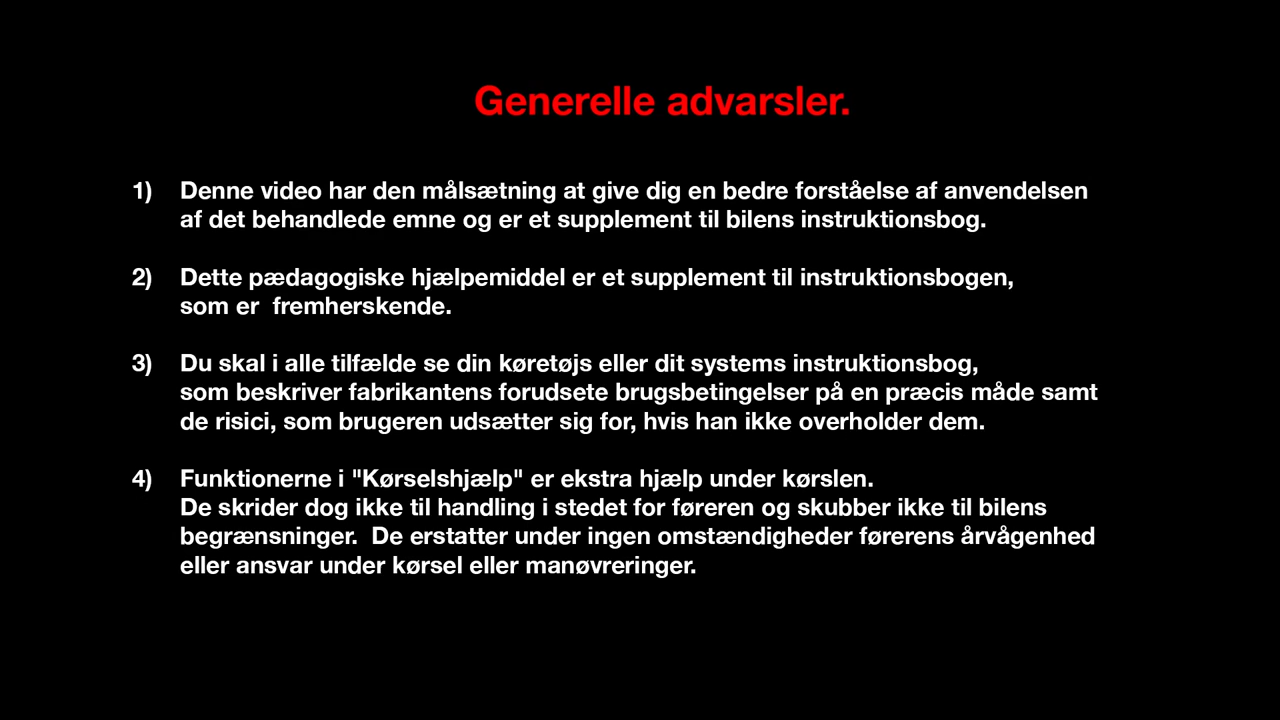 Generelle advarsler.
1) Denne video har den målsætning at give dig en bedre forståelse af anvendelsen
af det behandlede emne og er et supplement til bilens instruktionsbog.
2) Dette pædagogiske hjælpemiddel er et supplement til instruktionsbogen,
som er  fremherskende.
3) Du skal i alle tilfælde se din køretøjs eller dit systems instruktionsbog,
som beskriver fabrikantens forudsete brugsbetingelser på en præcis måde samt
de risici, som brugeren udsætter sig for, hvis han ikke overholder dem.
4) Funktionerne i "Kørselshjælp" er ekstra hjælp under kørslen.
De skrider dog ikke til handling i stedet for føreren og skubber ikke til bilens
begrænsninger.  De erstatter under ingen omstændigheder førerens årvågenhed
eller ansvar under kørsel eller manøvreringer.